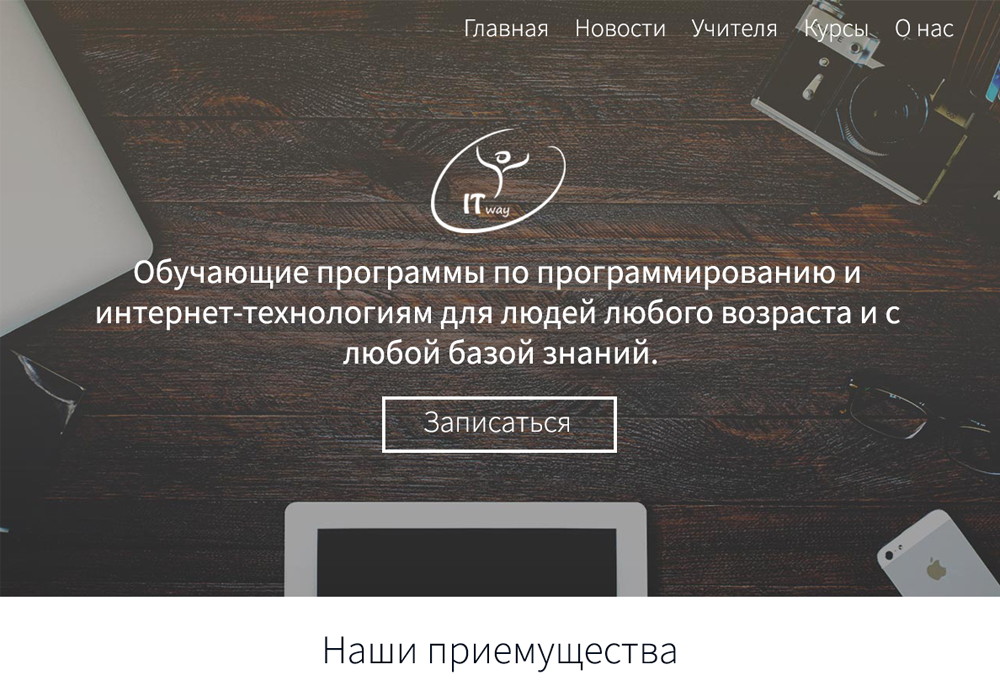 Главная Новости Учителя Курсы О нас
IT way
Обучающие программы по программированию и
интернет-технологиям для людей любого возраста и с
любой базой знаний.
Записаться
Наши приемущества